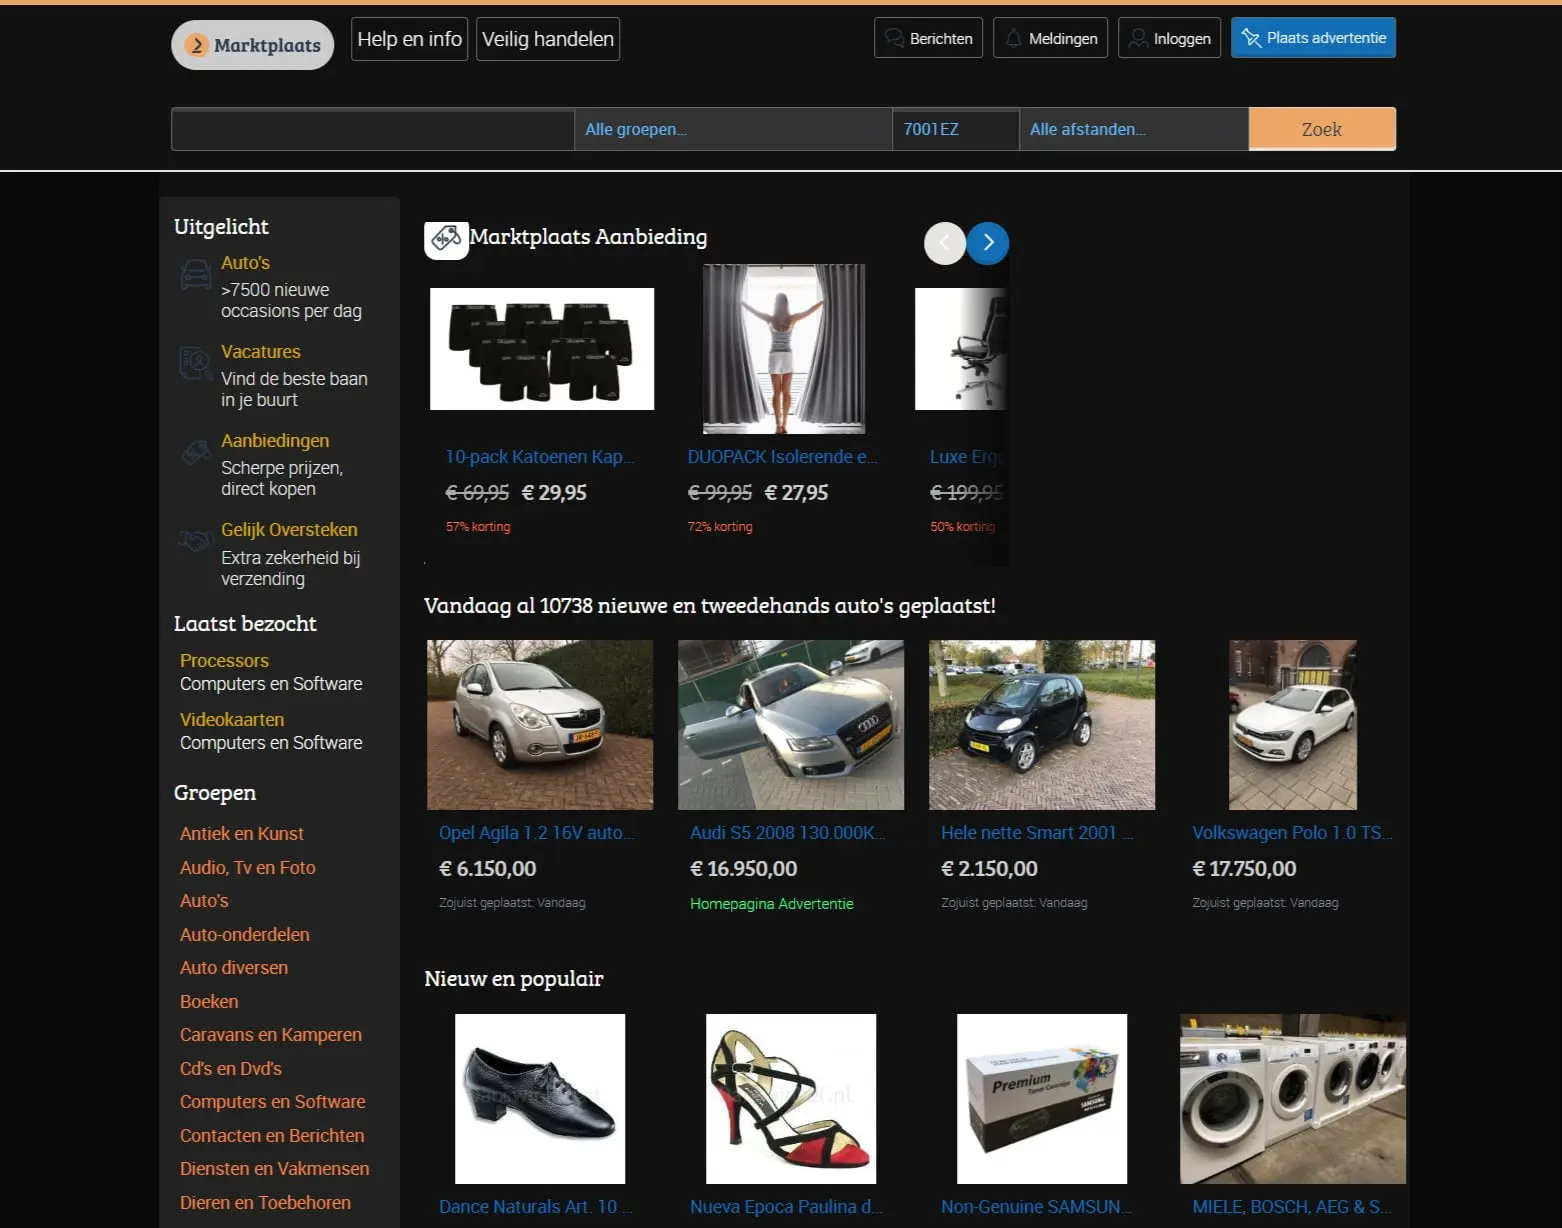 Marktplaats
Help en info
Veilig handelen
Berichten
Meldingen
Inloggen
Plaats advertentie
Alle groepen...
7001EZ
Alle afstanden...
Zoek
Uitgelicht
Auto's
>7500 nieuwe
occasions per dag
Vacatures
Vind de beste baan
in je buurt
Aanbiedingen
Scherpe prijzen,
direct kopen
Gelijk Oversteken
Extra zekerheid bij
verzending
Laatst bezocht
Processors
Computers en Software
Videokaarten
Computers en Software
Groepen
Antiek en Kunst
Audio, Tv en Foto
Auto's
Auto-onderdelen
Auto diversen
Boeken
Caravans en Kamperen
Cd's en Dvd's
Computers en Software
Contacten en Berichten
Diensten en Vakmensen
Dieren en Toebehoren
Marktplaats Aanbieding
10-pack Katoenen Kap...
€ 69,95 € 29,95
57% korting
DUOPACK Isolerende e...
€ 99,95 € 27,95
72% korting
Luxe Ergo
€ 199,95
50% korting
Vandaag al 10738 nieuwe en tweedehands auto's geplaatst!
Opel Agila 1.2 16V auto...
€ 6.150,00
Zojuist geplaatst: Vandaag
Audi S5 2008 130.000K...
€ 16.950,00
Homepagina Advertentie
Hele nette Smart 2001 ...
€ 2.150,00
Zojuist geplaatst: Vandaag
Volkswagen Polo 1.0 TS...
€ 17.750,00
Zojuist geplaatst: Vandaag
Nieuw en populair
Premium
Toner Cartridge
SAMSUNG
Dance Naturals Art. 10 ...
Nueva Epoca Paulina d...
Non-Genuine SAMSUN...
MIELE, BOSCH, AEG & S...